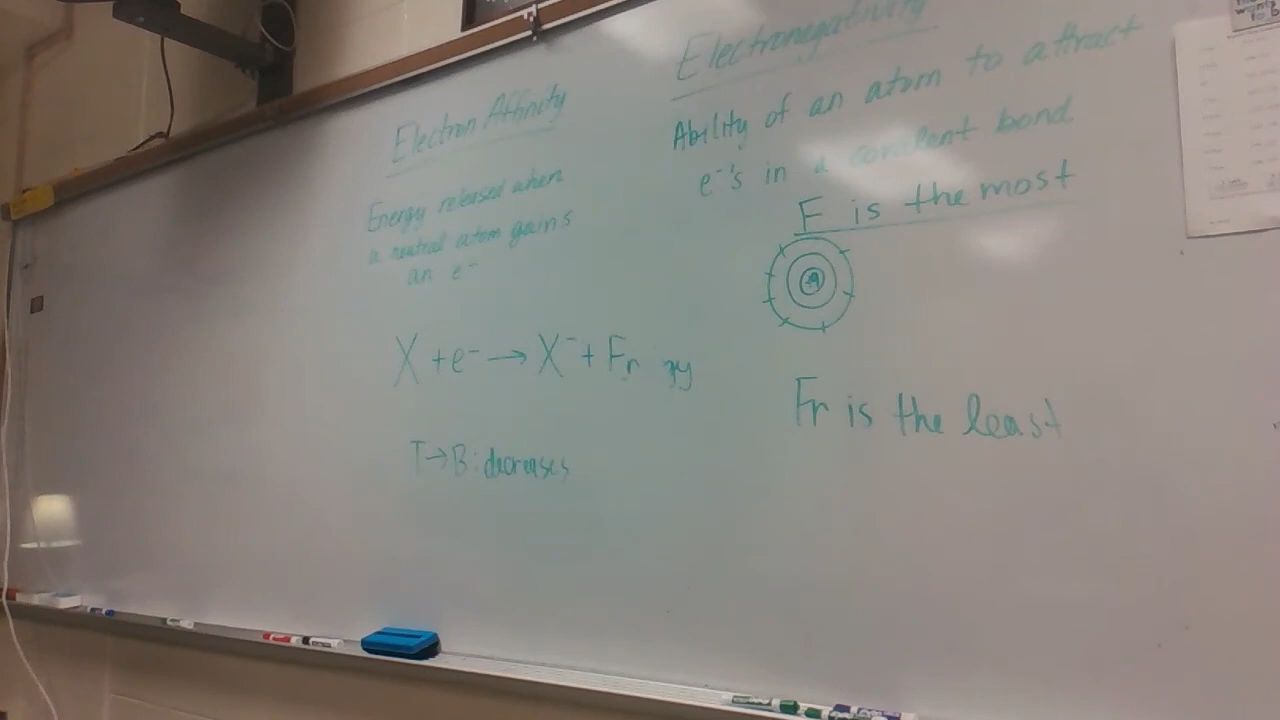 Electron Affinity
Energy released when
a neutral atom gains
an e⁻
X + e⁻ → X⁻ +
T→B: decreases
Electronegativity
Ability of an atom to attract
e⁻'s in a covalent bond.
F is the most
Fr is the least